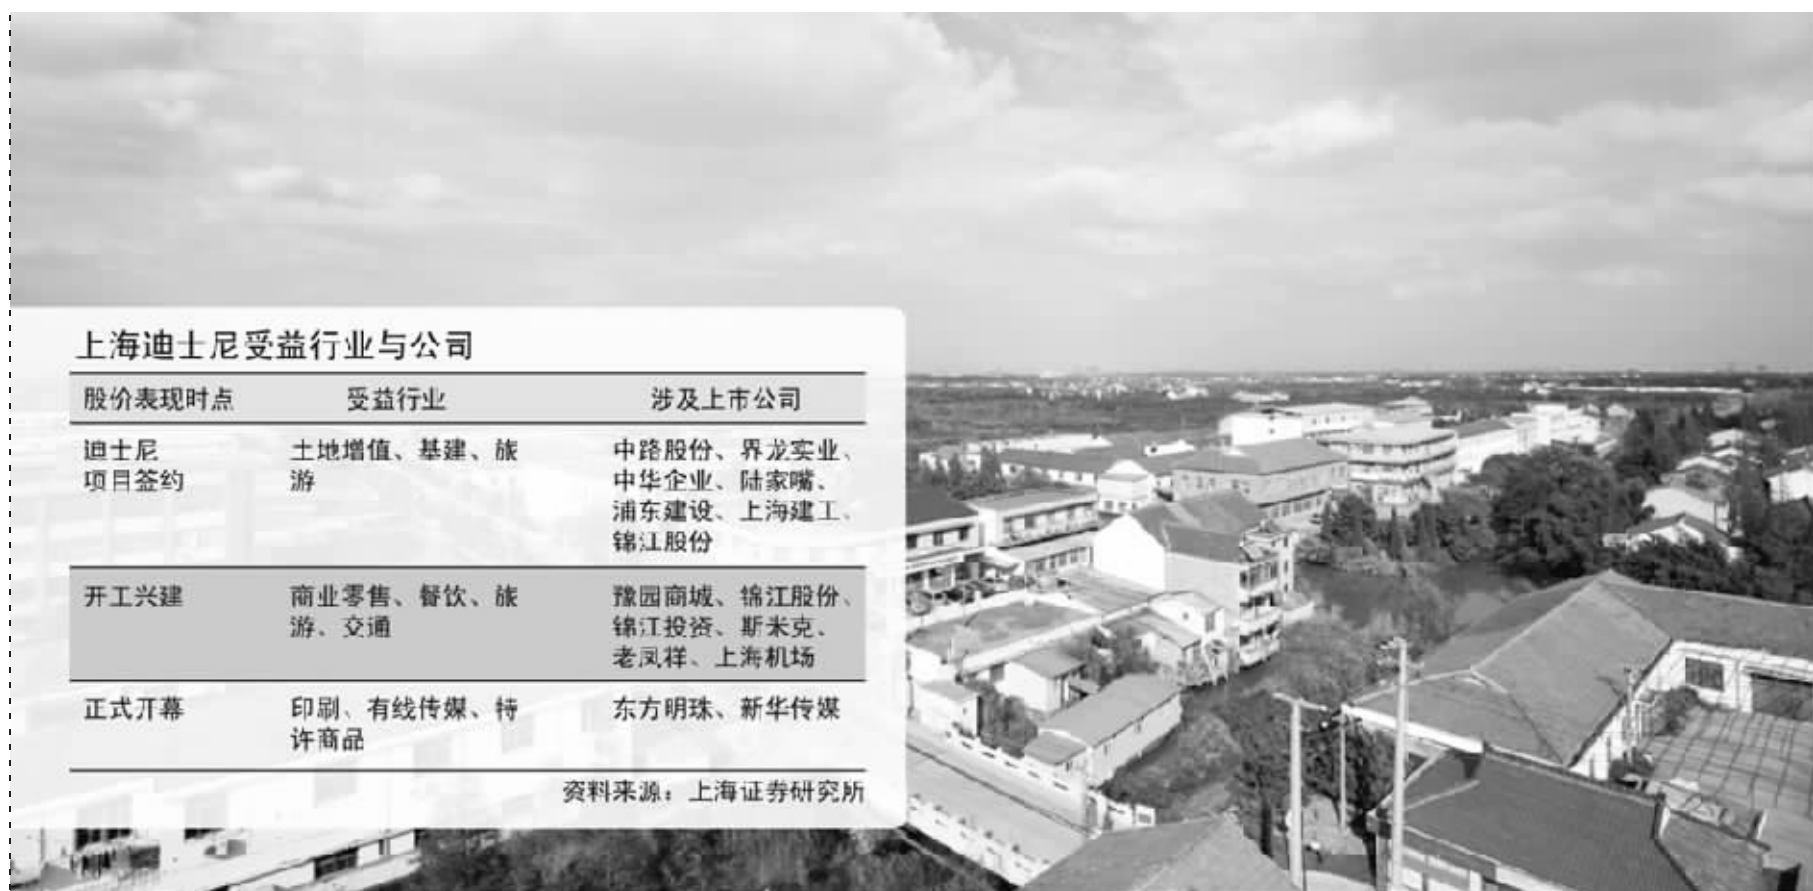 上海迪士尼受益行业与公司
股价表现时点 受益行业 涉及上市公司
迪士尼 土地增值、基建、旅 中路股份、界龙实业、
项目签约 游 中华企业、陆家嘴、
浦东建设、上海建工、
锦江股份
开工兴建 商业零售、餐饮、旅 豫园商城、锦江股份、
游、交通 锦江投资、斯米克、
老凤祥、上海机场
正式开幕 印刷、有线传媒、特 东方明珠、新华传媒
许商品
资料来源：上海证券研究所